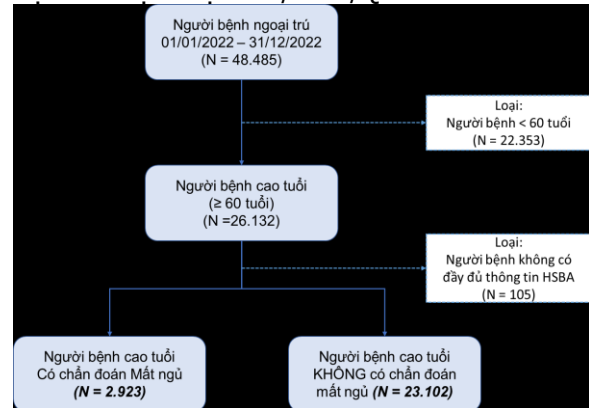 Người bệnh ngoại trú
01/01/2022 – 31/12/2022
(N = 48.485)
Loại:
Người bệnh < 60 tuổi
(N = 22.353)
Người bệnh cao tuổi
(≥ 60 tuổi)
(N =26.132)
Loại:
Người bệnh không có
đầy đủ thông tin HSBA
(N = 105)
Người bệnh cao tuổi
Có chẩn đoán Mất ngủ
(N = 2.923)
Người bệnh cao tuổi
KHÔNG có chẩn đoán
mất ngủ (N = 23.102)